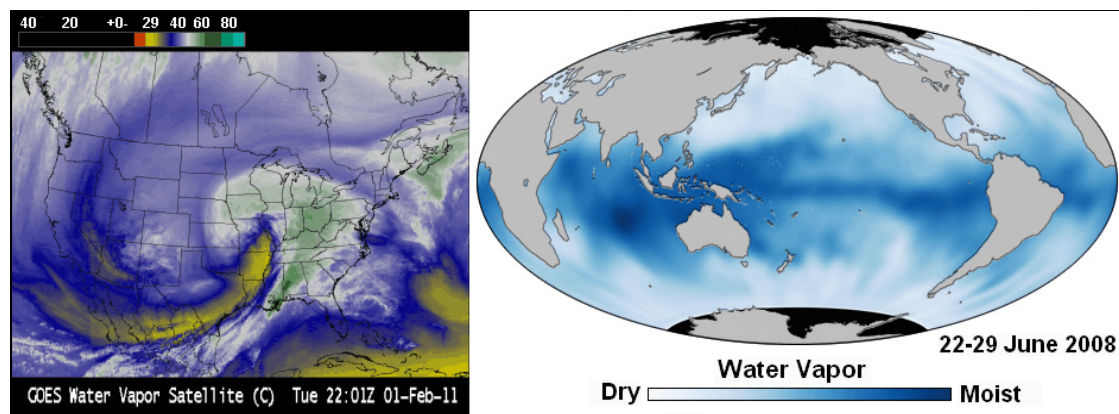 40 20 +0- 29 40 60 80
GOES Water Vapor Satellite (C) Tue 22:01Z 01-Feb-11
22-29 June 2008
Water Vapor
Dry Moist